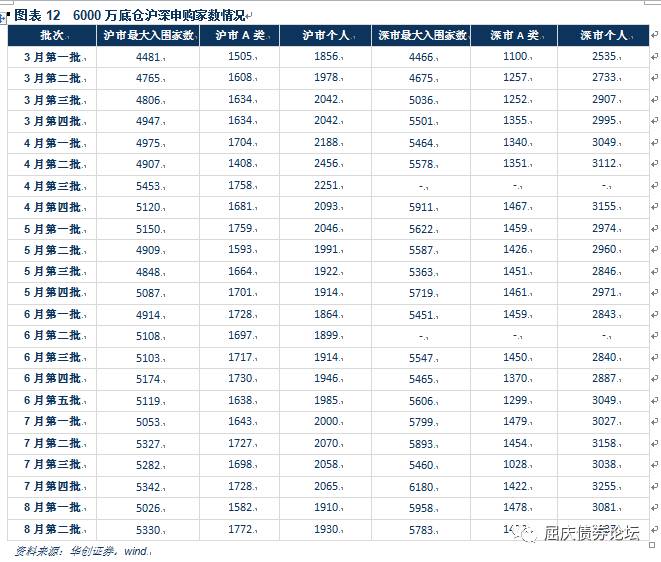 图表 12 6000 万底仓沪深申购家数情况
批次 沪市最大入围家数 沪市 A 类 沪市个人 深市最大入围家数 深市 A 类 深市个人
3 月第一批 4481 1505 1856 4466 1100 2535
3 月第二批 4765 1608 1978 4675 1257 2733
3 月第三批 4806 1634 2042 5036 1252 2907
3 月第四批 4947 1634 2042 5501 1355 2995
4 月第一批 4975 1704 2188 5464 1340 3049
4 月第二批 4907 1408 2456 5578 1351 3112
4 月第三批 5453 1758 2251 - - -
4 月第四批 5120 1681 2093 5911 1467 3155
5 月第一批 5150 1759 2046 5622 1459 2974
5 月第二批 4909 1593 1991 5587 1426 2960
5 月第三批 4848 1664 1922 5363 1451 2846
5 月第四批 5087 1701 1914 5719 1461 2971
6 月第一批 4914 1728 1864 5451 1459 2843
6 月第二批 5108 1697 1899 - - -
6 月第三批 5103 1717 1914 5547 1450 2840
6 月第四批 5174 1730 1946 5465 1370 2887
6 月第五批 5119 1638 1985 5606 1299 3049
7 月第一批 5053 1643 2000 5799 1479 3027
7 月第二批 5327 1727 2070 5893 1454 3158
7 月第三批 5282 1698 2058 5460 1028 3038
7 月第四批 5342 1728 2065 6180 1422 3255
8 月第一批 5026 1582 1910 5958 1478 3081
8 月第二批 5330 1772 1930 5783
屈庆债券论坛
资料来源：华创证券，wind